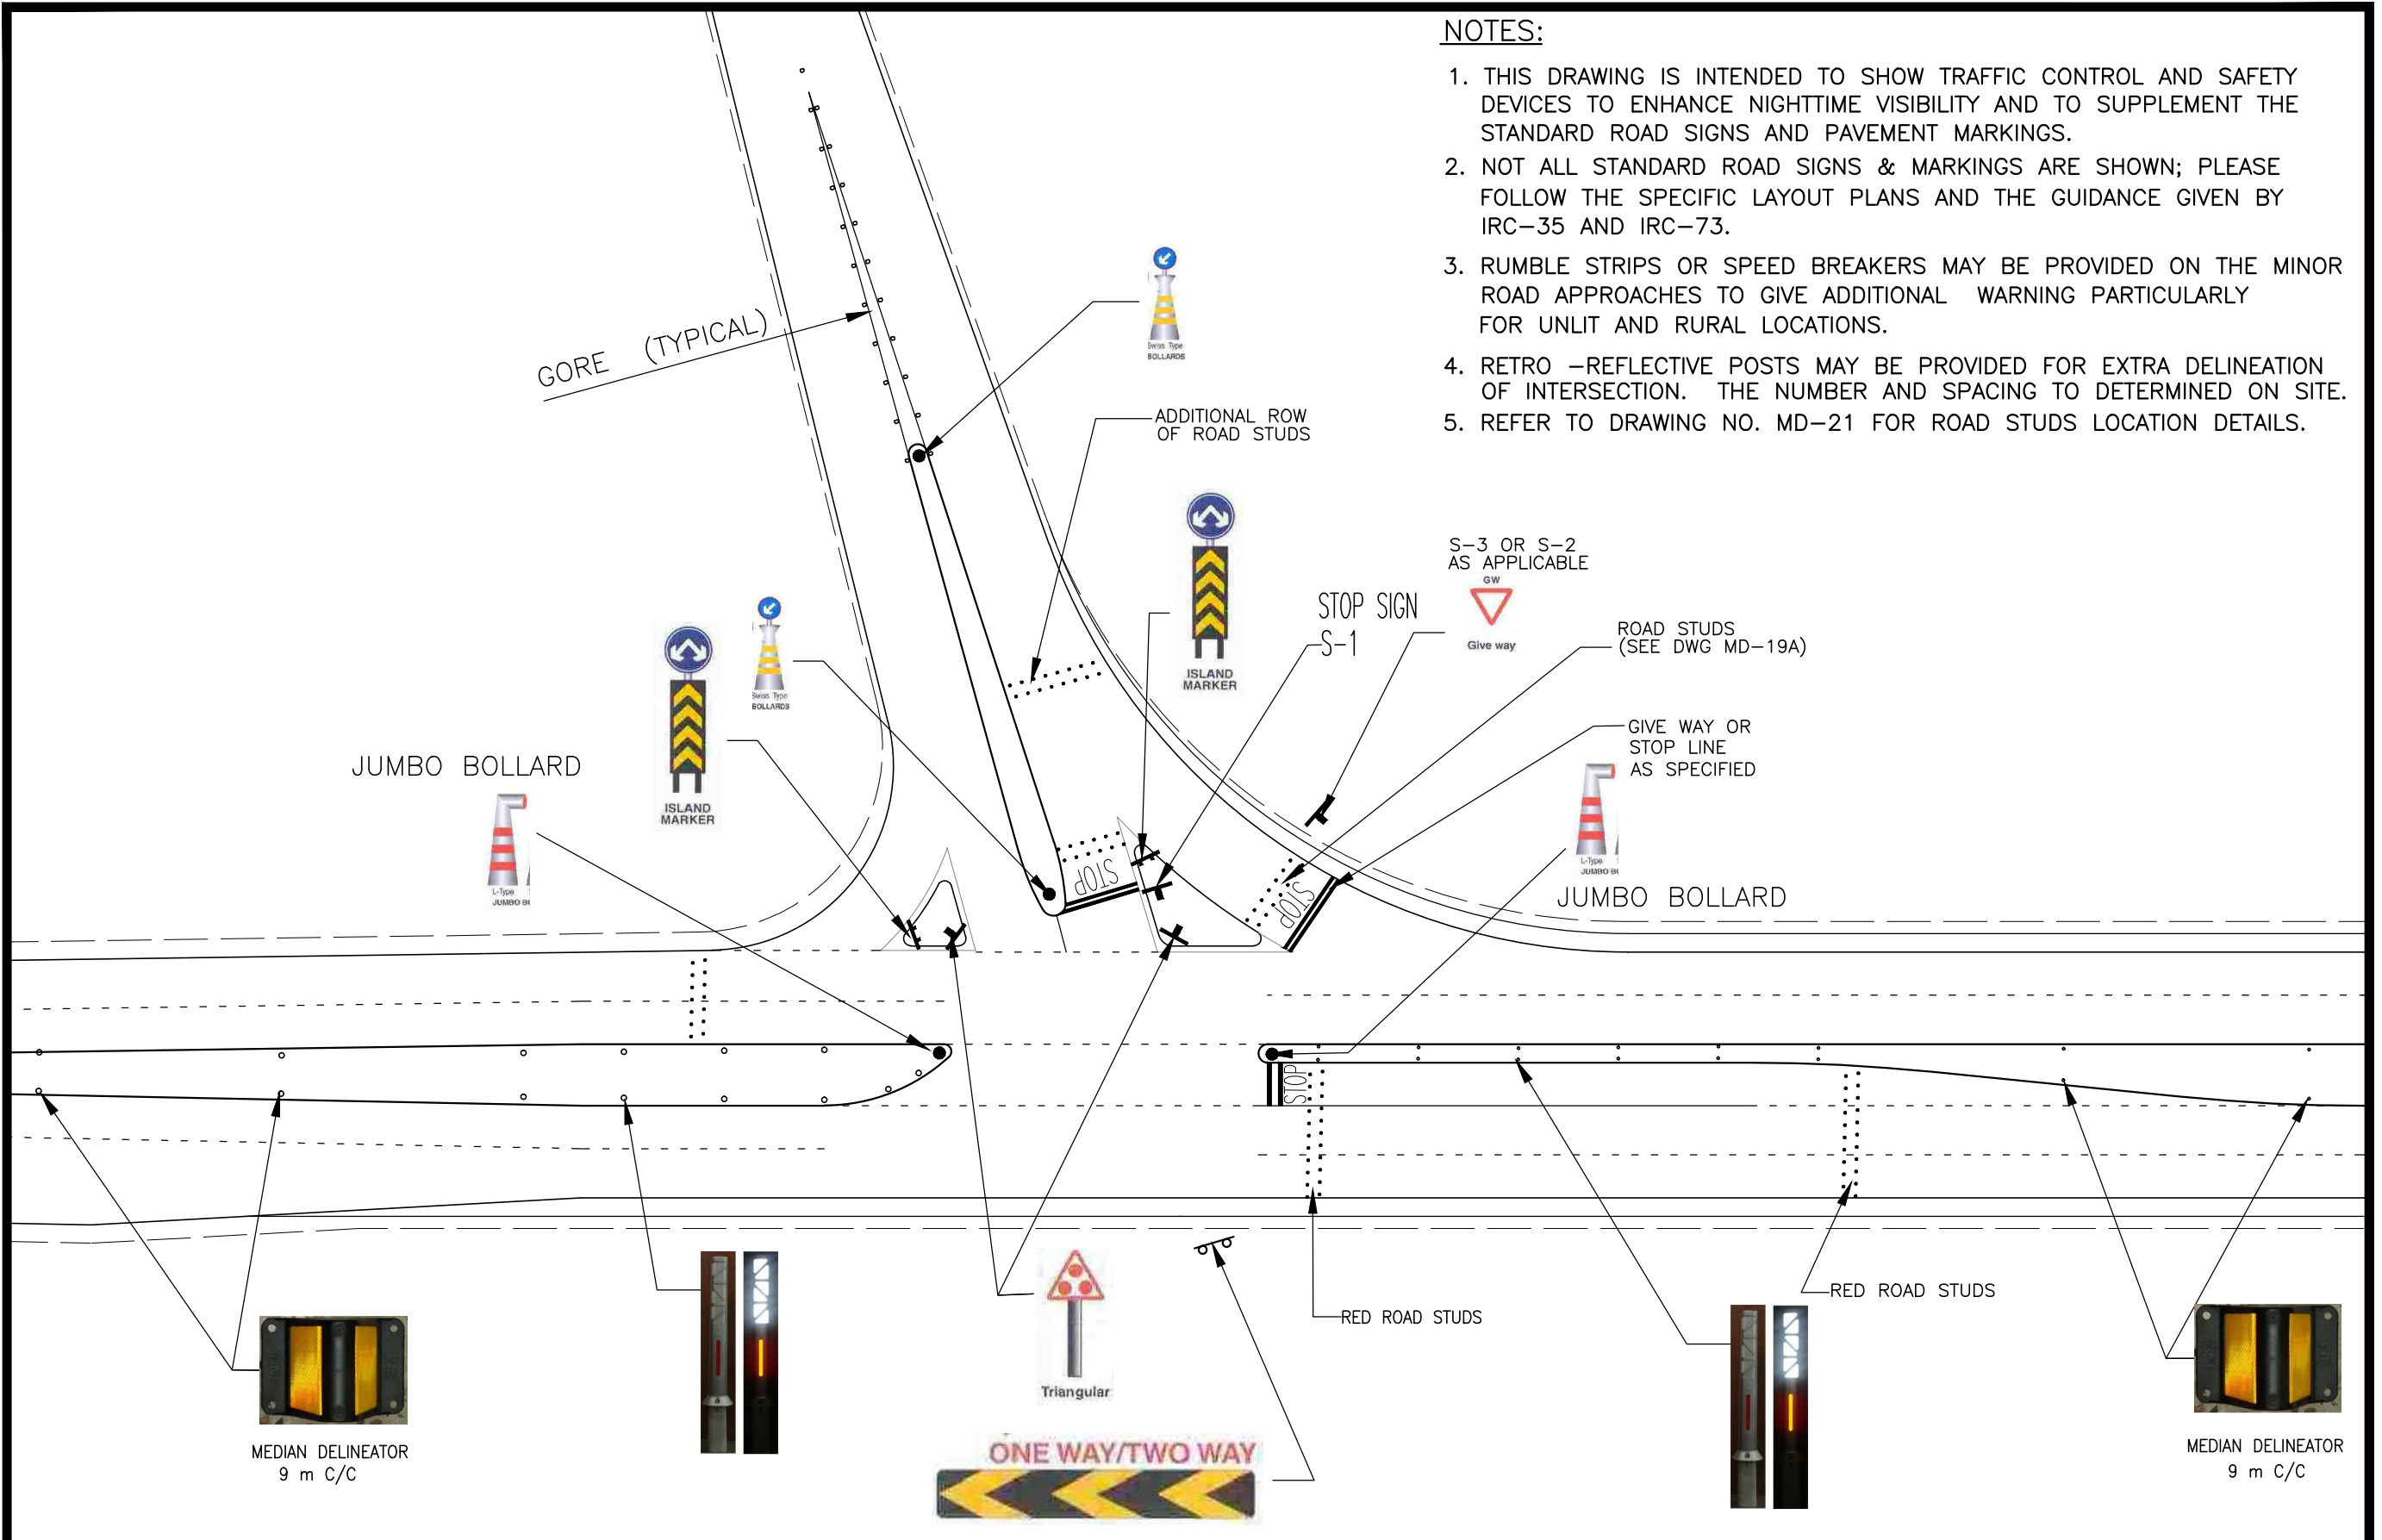 NOTES:
1. THIS DRAWING IS INTENDED TO SHOW TRAFFIC CONTROL AND SAFETY
DEVICES TO ENHANCE NIGHTTIME VISIBILITY AND TO SUPPLEMENT THE
STANDARD ROAD SIGNS AND PAVEMENT MARKINGS.
2. NOT ALL STANDARD ROAD SIGNS & MARKINGS ARE SHOWN; PLEASE
FOLLOW THE SPECIFIC LAYOUT PLANS AND THE GUIDANCE GIVEN BY
IRC-35 AND IRC-73.
3. RUMBLE STRIPS OR SPEED BREAKERS MAY BE PROVIDED ON THE MINOR
ROAD APPROACHES TO GIVE ADDITIONAL WARNING PARTICULARLY
FOR UNLIT AND RURAL LOCATIONS.
4. RETRO -REFLECTIVE POSTS MAY BE PROVIDED FOR EXTRA DELINEATION
OF INTERSECTION. THE NUMBER AND SPACING TO DETERMINED ON SITE.
5. REFER TO DRAWING NO. MD-21 FOR ROAD STUDS LOCATION DETAILS.
GORE (TYPICAL)
Swiss Type
BOLLARDS
ADDITIONAL ROW
OF ROAD STUDS
ISLAND
MARKER
S-3 OR S-2
AS APPLICABLE
GW
Give way
STOP SIGN
S-1
ROAD STUDS
(SEE DWG MD-19A)
GIVE WAY OR
STOP LINE
AS SPECIFIED
Swiss Type
BOLLARDS
ISLAND
MARKER
JUMBO BOLLARD
L-Type
JUMBO B
L-Type
JUMBO B
JUMBO BOLLARD
STOP
STOP
STOP
RED ROAD STUDS
RED ROAD STUDS
Triangular
MEDIAN DELINEATOR
9 m C/C
ONE WAY/TWO WAY
MEDIAN DELINEATOR
9 m C/C